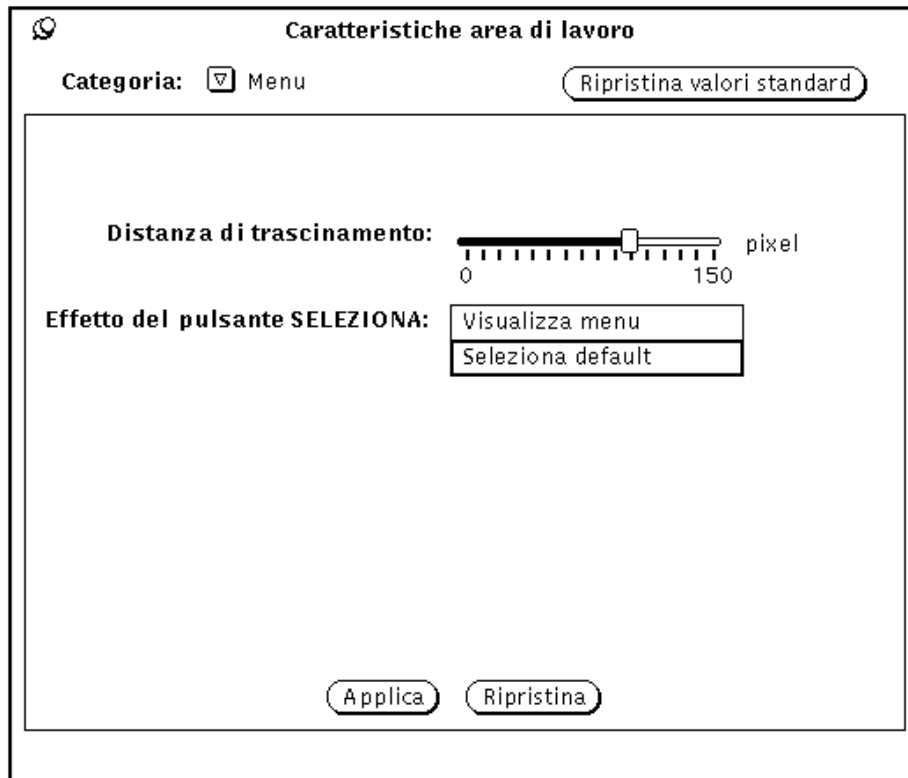 Caratteristiche area di lavoro
Categoria: Menu Ripristina valori standard
Distanza di trascinamento: pixel
0 150
Effetto del pulsante SELEZIONA: Visualizza menu
Seleziona default
Applica Ripristina